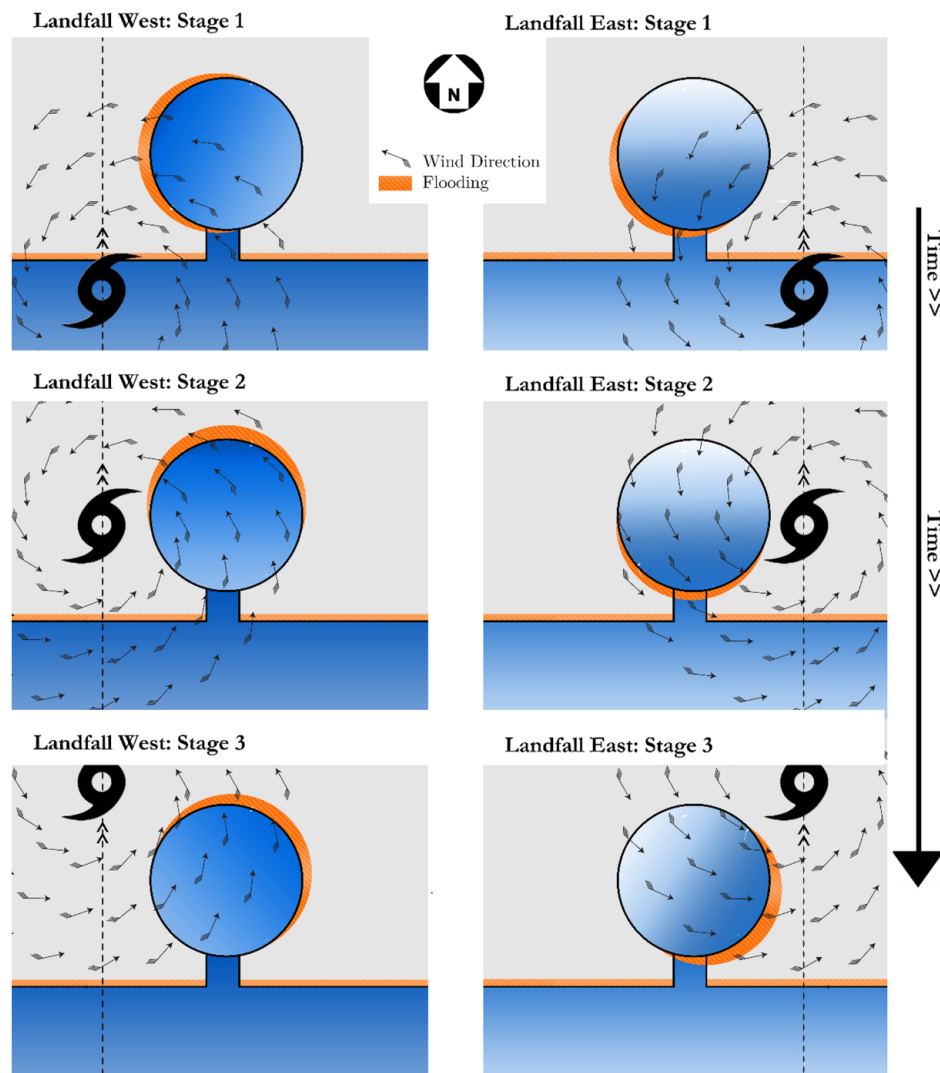 Landfall West: Stage 1
Landfall East: Stage 1
N
Wind Direction
Flooding
Time >>
Landfall West: Stage 2
Landfall East: Stage 2
Time >>
Landfall West: Stage 3
Landfall East: Stage 3